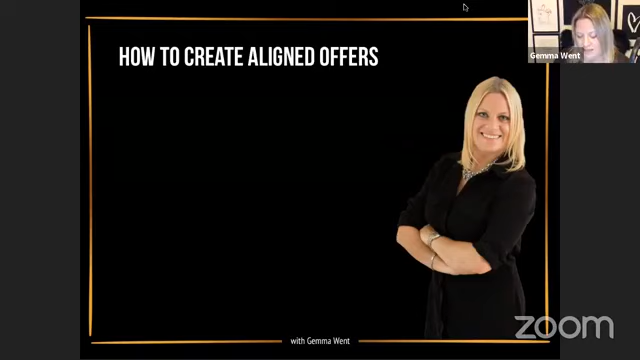 HOW TO CREATE ALIGNED OFFERS
Gemma Went
with Gemma Went
zoom